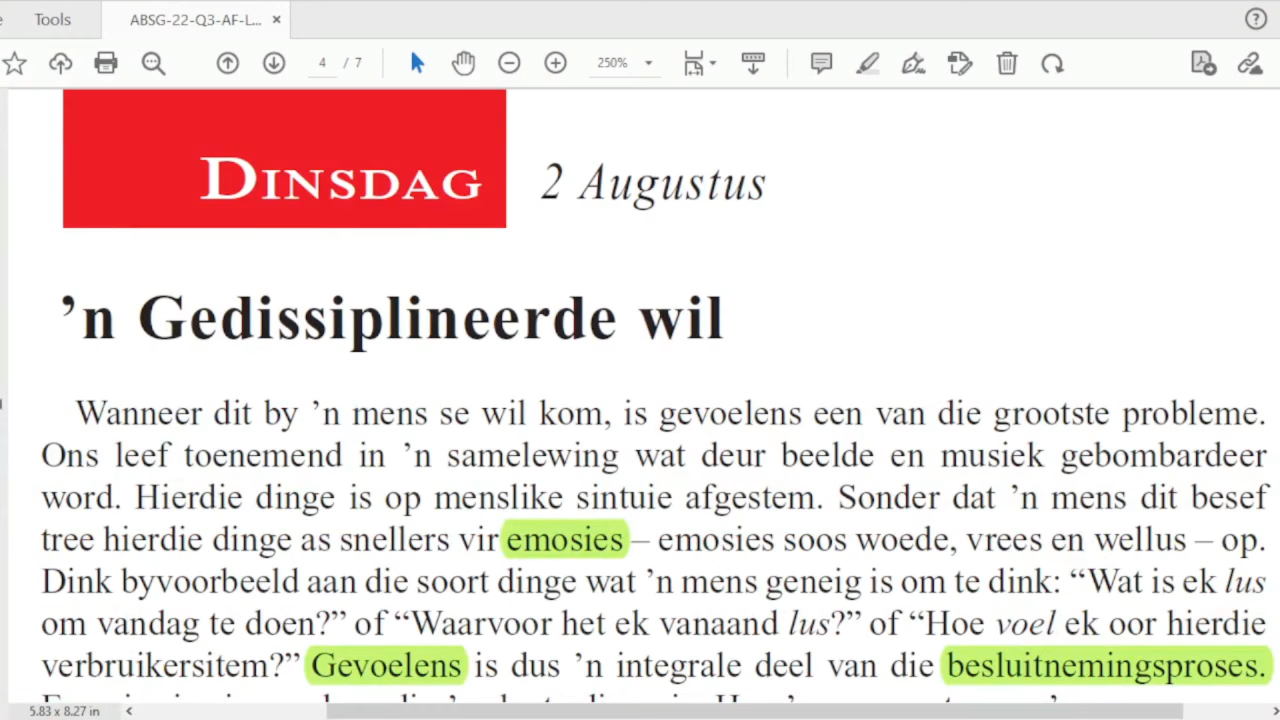 Tools
ABSG-22-Q3-AF-L... ×
4 / 7
250%
DINSDAG
2 Augustus
’n Gedissiplineerde wil
Wanneer dit by ’n mens se wil kom, is gevoelens een van die grootste probleme.
Ons leef toenemend in ’n samelewing wat deur beelde en musiek gebombardeer
word. Hierdie dinge is op menslike sintuie afgestem. Sonder dat ’n mens dit besef
tree hierdie dinge as snellers vir emosies – emosies soos woede, vrees en wellus – op.
Dink byvoorbeeld aan die soort dinge wat ’n mens geneig is om te dink: “Wat is ek lus
om vandag te doen?” of “Waarvoor het ek vanaand lus?” of “Hoe voel ek oor hierdie
verbruikersitem?” Gevoelens is dus ’n integrale deel van die besluitnemingsproses.
5.83 x 8.27 in